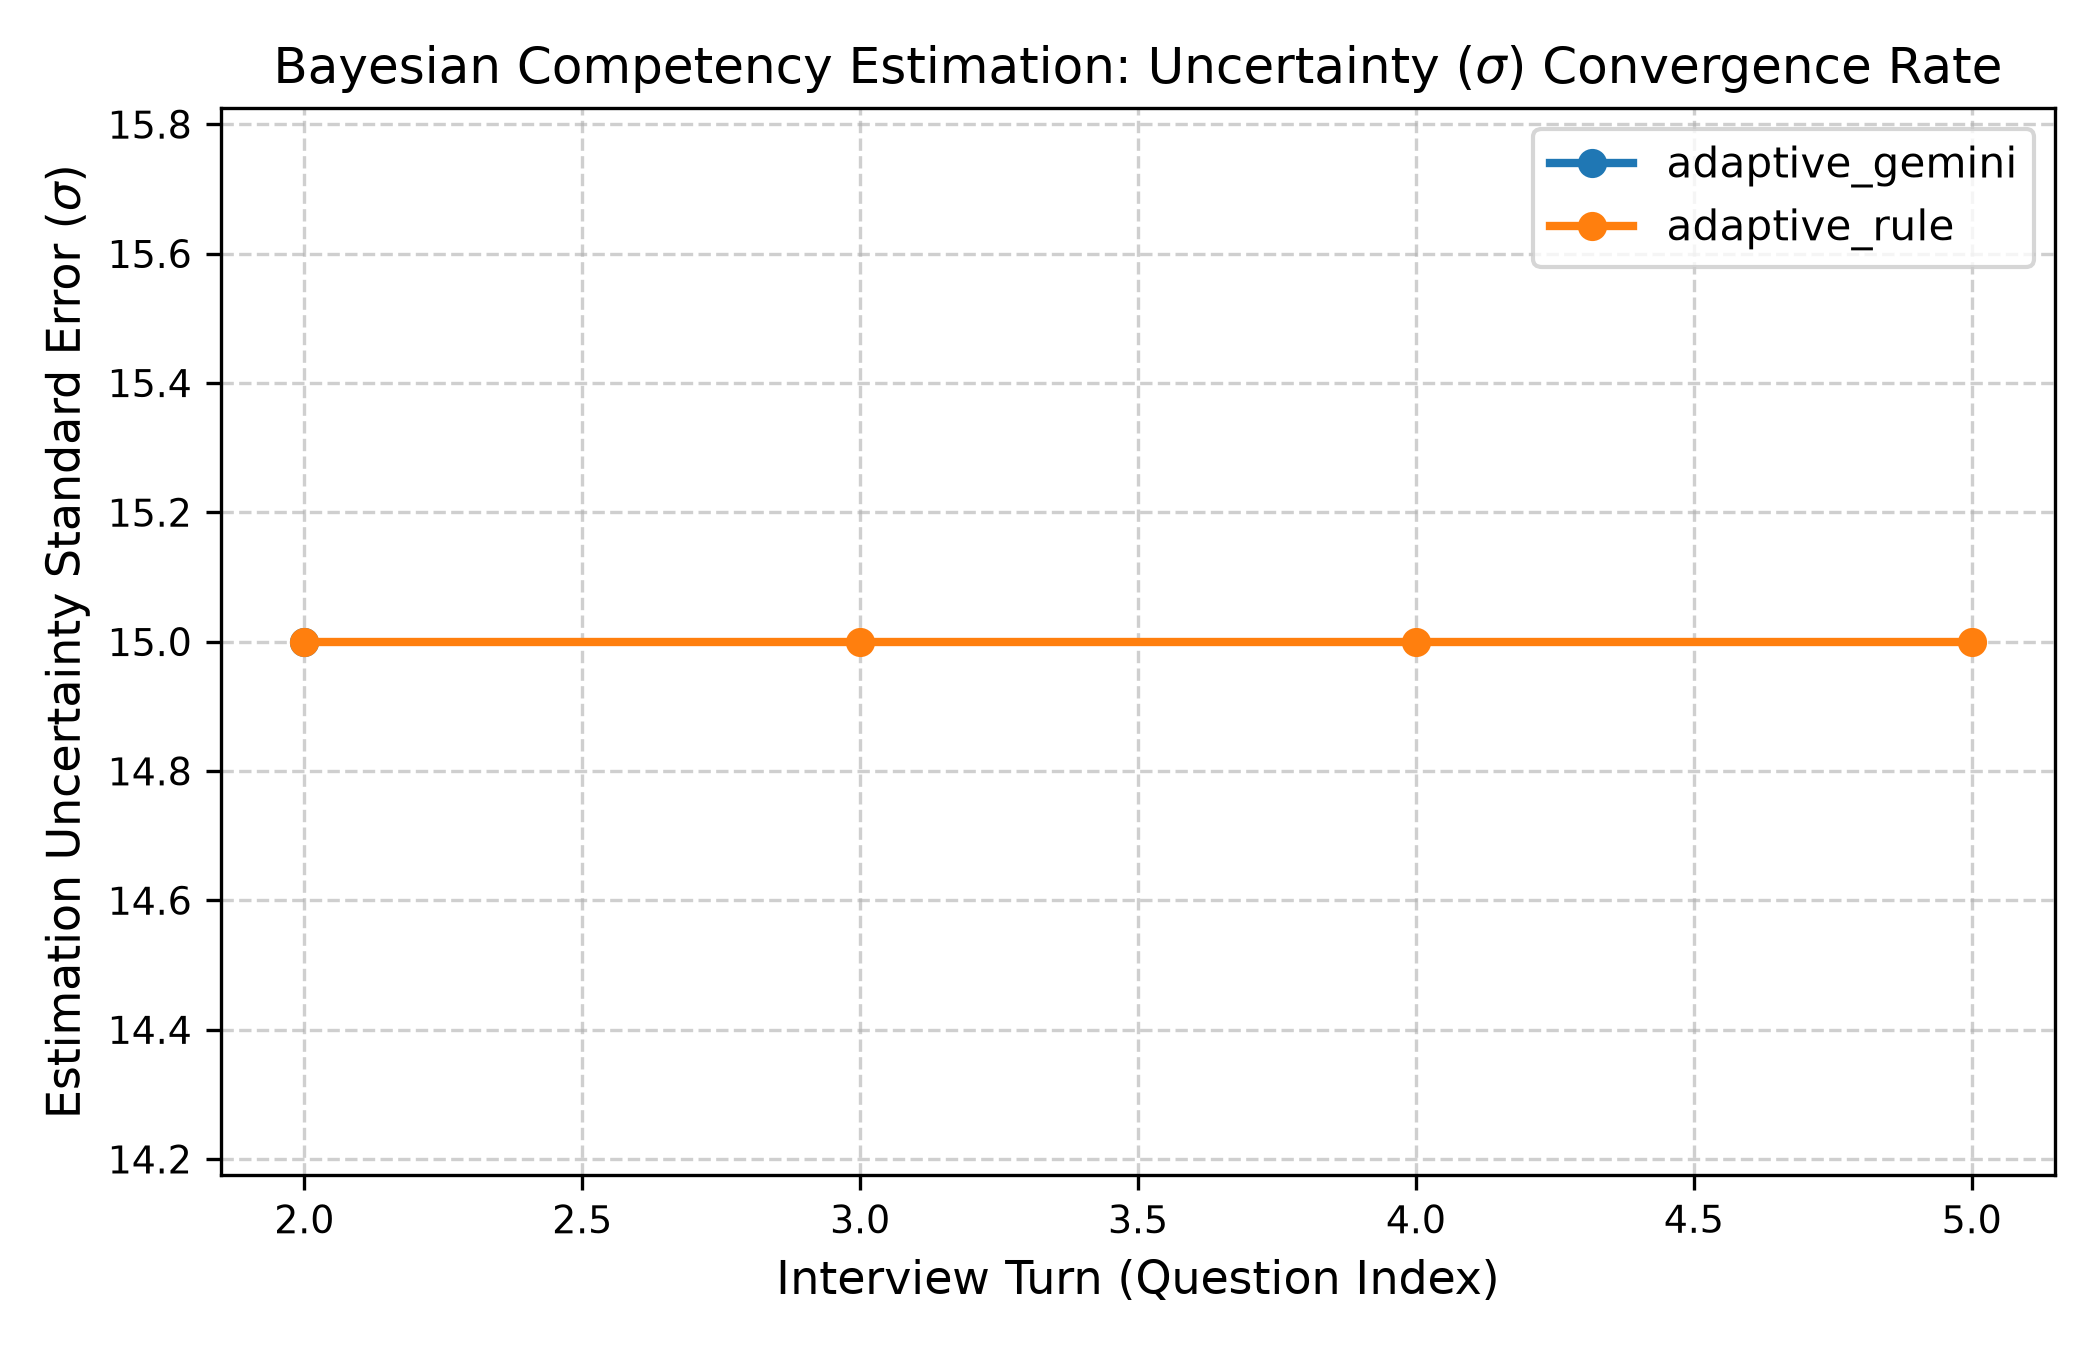 Bayesian Competency Estimation: Uncertainty (σ) Convergence Rate
adaptive_gemini
adaptive_rule
Estimation Uncertainty Standard Error (σ)
15.8
15.6
15.4
15.2
15.0
14.8
14.6
14.4
14.2
2.0 2.5 3.0 3.5 4.0 4.5 5.0
Interview Turn (Question Index)